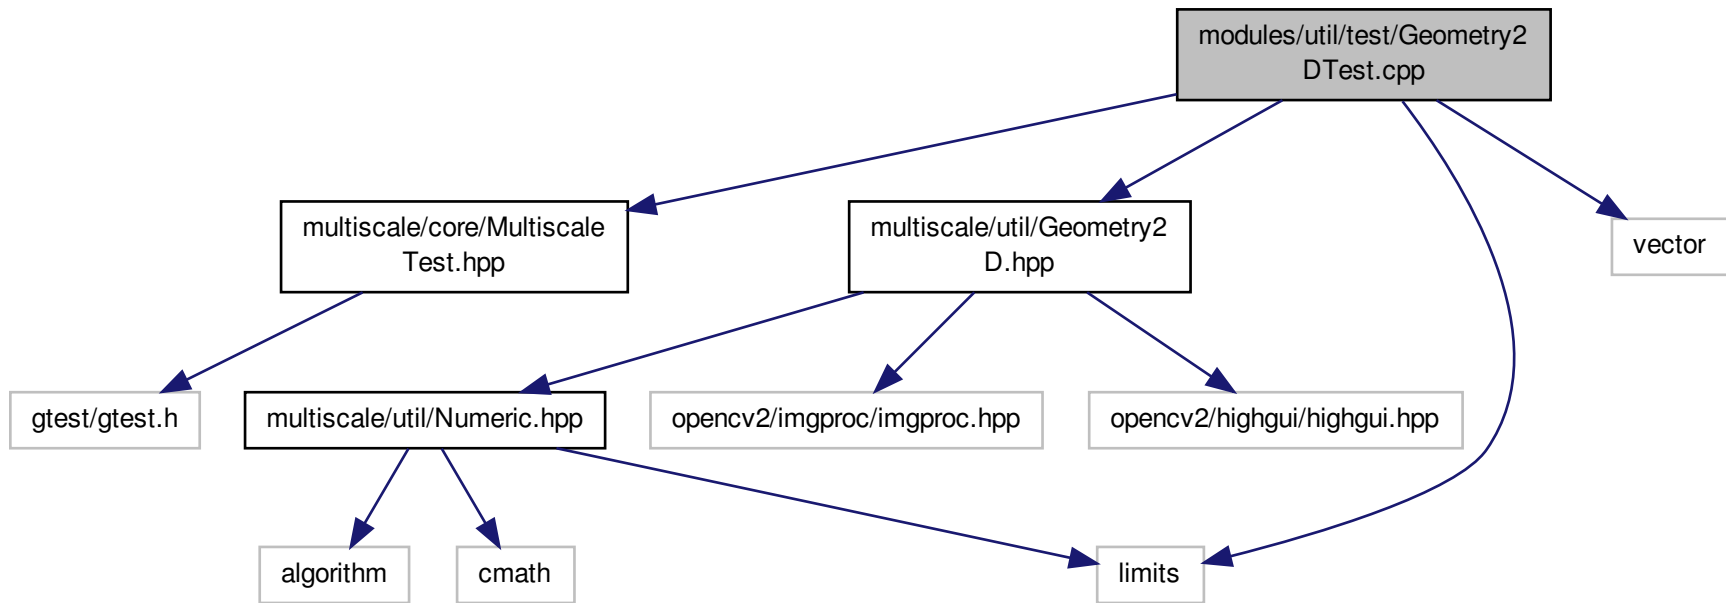 modules/util/test/Geometry2
DTest.cpp
multiscale/core/Multiscale
Test.hpp
multiscale/util/Geometry2
D.hpp
vector
gtest/gtest.h
multiscale/util/Numeric.hpp
opencv2/imgproc/imgproc.hpp
opencv2/highgui/highgui.hpp
algorithm
cmath
limits